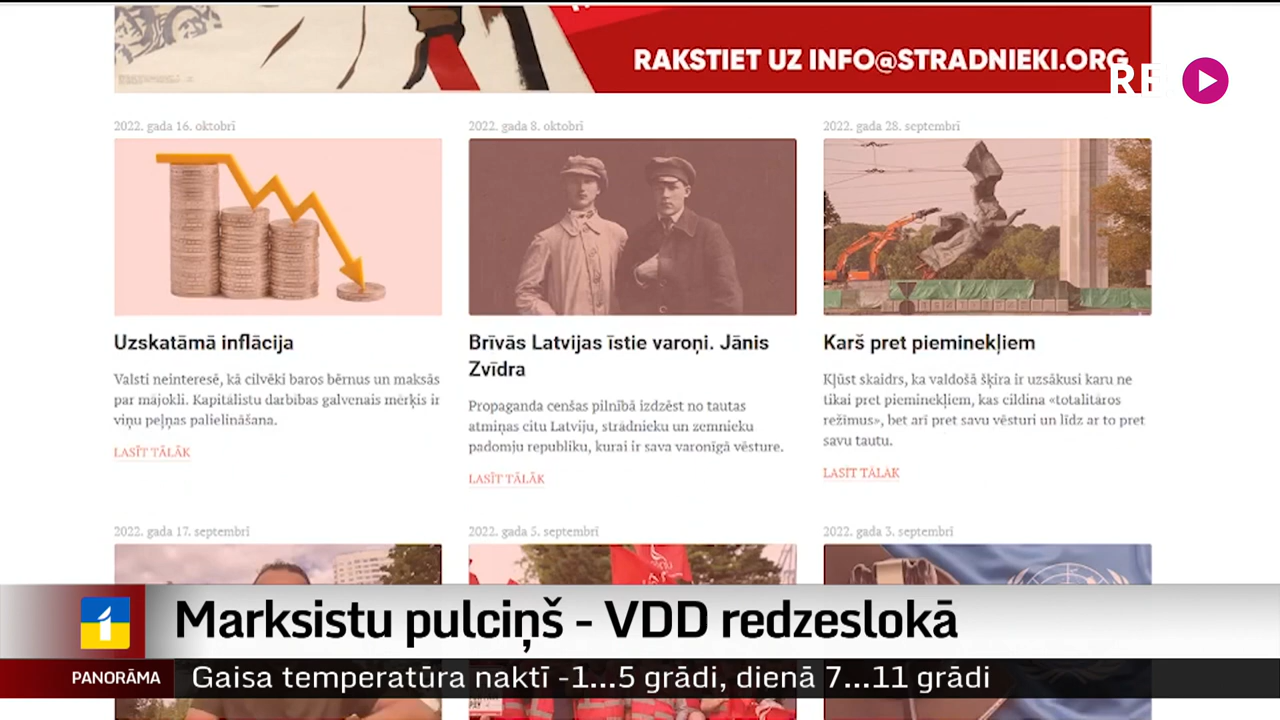 RAKSTIET UZ INFO@STRADNIEKI.ORG
RE
2022. gada 16. oktobrī
2022. gada 8. oktobrī
2022. gada 28. septembrī
Uzskatāmā inflācija
Valsti neinteresē, kā cilvēki baros bērnus un maksās
par mājokli. Kapitālistu darbības galvenais mērķis ir
viņu peļņas palielināšana.
LASĪT TĀLĀK
Brīvās Latvijas īstie varoņi. Jānis
Zvīdra
Propaganda cenšas pilnībā izdzēst no tautas
atmiņas citu Latviju, strādnieku un zemnieku
padomju republiku, kurai ir sava varonīgā vēsture.
LASĪT TĀLĀK
Karš pret pieminekļiem
Kļūst skaidrs, ka valdošā šķira ir uzsākusi karu ne
tikai pret pieminekļiem, kas cildina «totalitāros
režīmus», bet arī pret savu vēsturi un līdz ar to pret
savu tautu.
LASĪT TĀLĀK
2022. gada 17. septembrī
2022. gada 5. septembrī
2022. gada 3. septembrī
1
Marksistu pulciņš - VDD redzeslokā
PANORĀMA
Gaisa temperatūra naktī -1...5 grādi, dienā 7...11 grādi